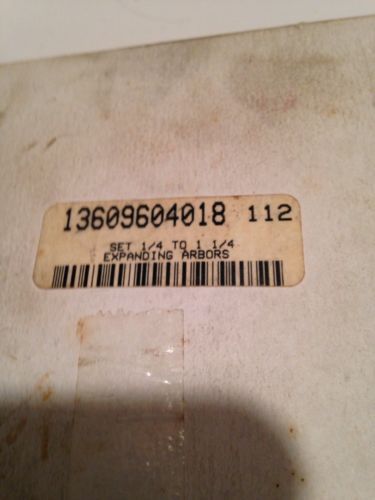 13609604018 112
SET 1/4 TO 1 1/4
EXPANDING ARBORS